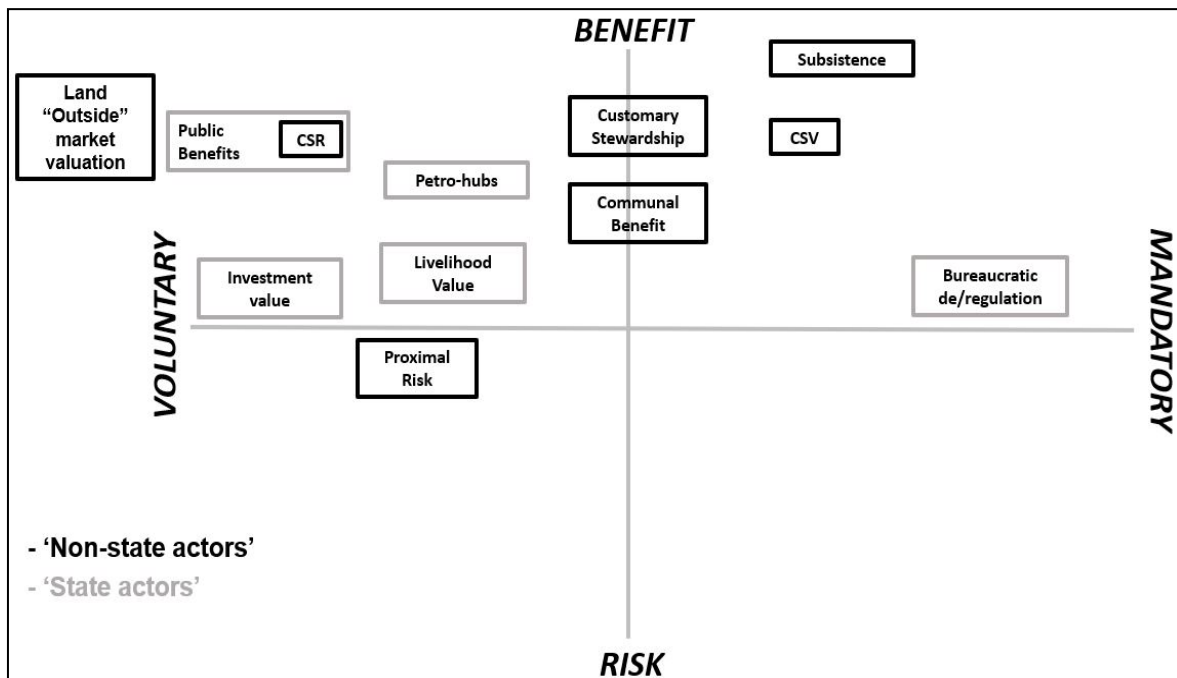 BENEFIT
Subsistence
Land
“Outside”
market
valuation
Public
Benefits
CSR
Customary
Stewardship
CSV
Petro-hubs
Communal
Benefit
VOLUNTARY
MANDATORY
Investment
value
Livelihood
Value
Bureaucratic
de/regulation
Proximal
Risk
- ‘Non-state actors’
- ‘State actors’
RISK